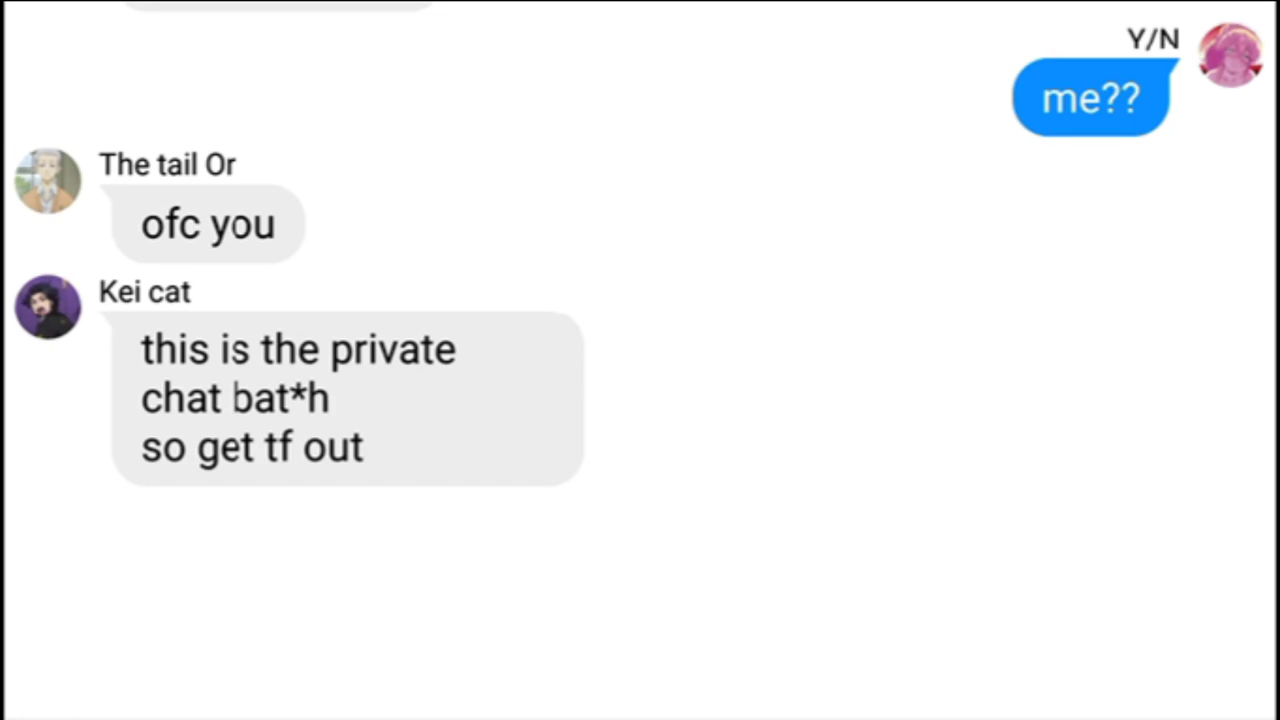 Y/N
me??
The tail Or
ofc you
Kei cat
this is the private
chat bat*h
so get tf out